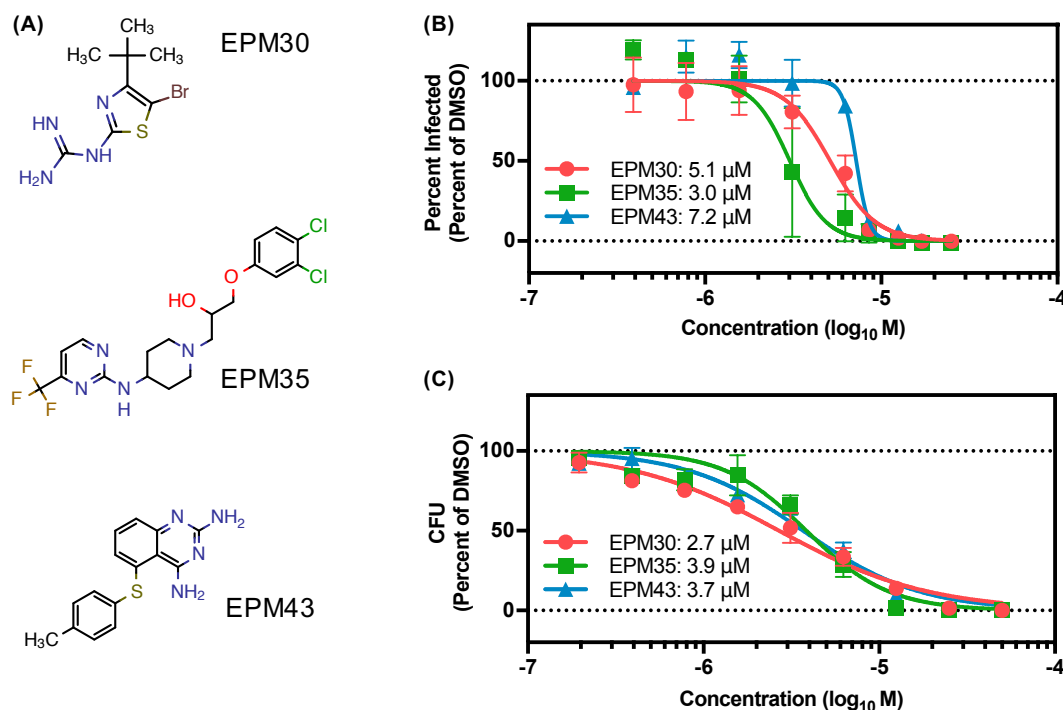 (A)
EPM30
H₃C
CH₃
CH₃
Br
N
S
HN
NH
H₂N
Cl
Cl
O
HO
N
N
N
N
H
F
F
F
EPM35
N
NH₂
N
NH₂
S
H₃C
EPM43
(B)
Percent Infected
(Percent of DMSO)
100
50
0
EPM30: 5.1 μM
EPM35: 3.0 μM
EPM43: 7.2 μM
-7
-6
-5
-4
Concentration (log₁₀ M)
(C)
CFU
(Percent of DMSO)
100
50
0
EPM30: 2.7 μM
EPM35: 3.9 μM
EPM43: 3.7 μM
-7
-6
-5
-4
Concentration (log₁₀ M)